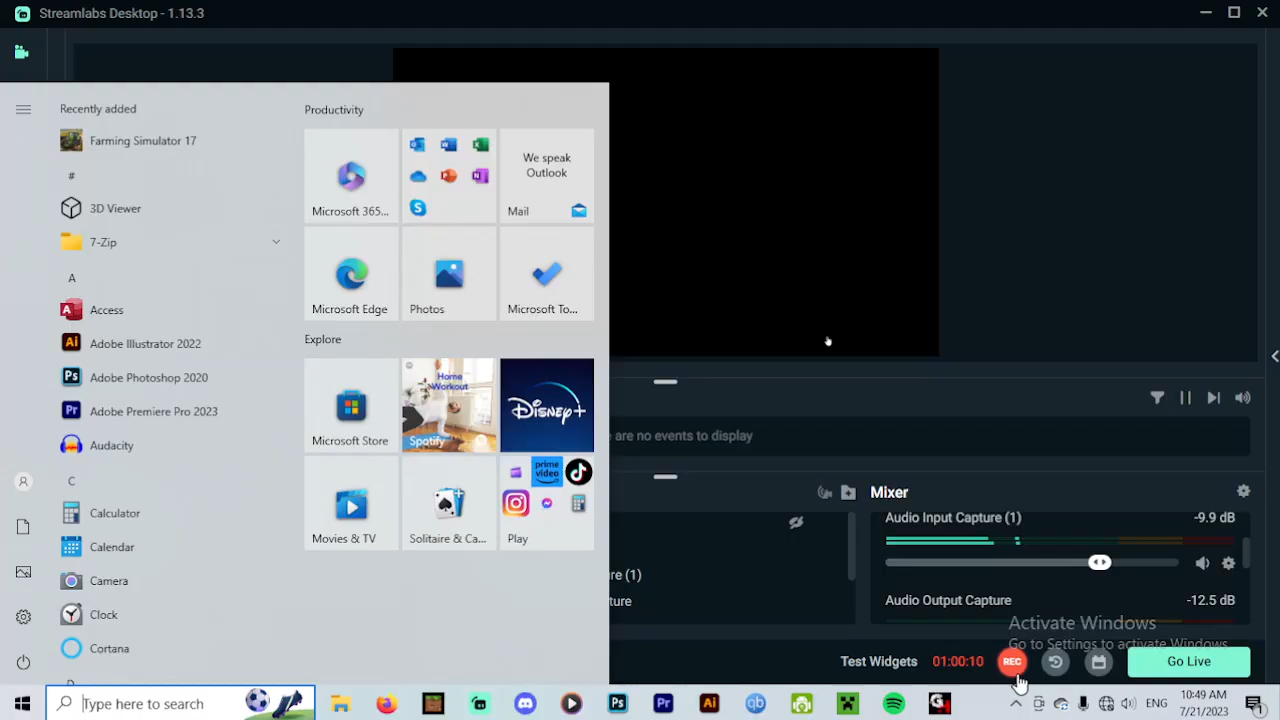 Streamlabs Desktop - 1.13.3
Recently added
Farming Simulator 17
#
3D Viewer
7-Zip
A
Access
Adobe Illustrator 2022
Adobe Photoshop 2020
Adobe Premiere Pro 2023
Audacity
C
Calculator
Calendar
Camera
Clock
Cortana
Productivity
Microsoft 365...
We speak
Outlook
Mail
Microsoft Edge
Photos
Microsoft To...
Explore
Microsoft Store
Home
Workout
Spotify
Disney+
Movies & TV
Solitaire & Ca...
prime
video
Play
e are no events to display
Mixer
Audio Input Capture (1)
-9.9 dB
re (1)
ture
Audio Output Capture
-12.5 dB
Activate Windows
Go to Settings to activate Windows.
Test Widgets
01:00:10
REC
Go Live
Type here to search
Ps
Pr
Ai
qb
ENG
10:49 AM
7/21/2023
1